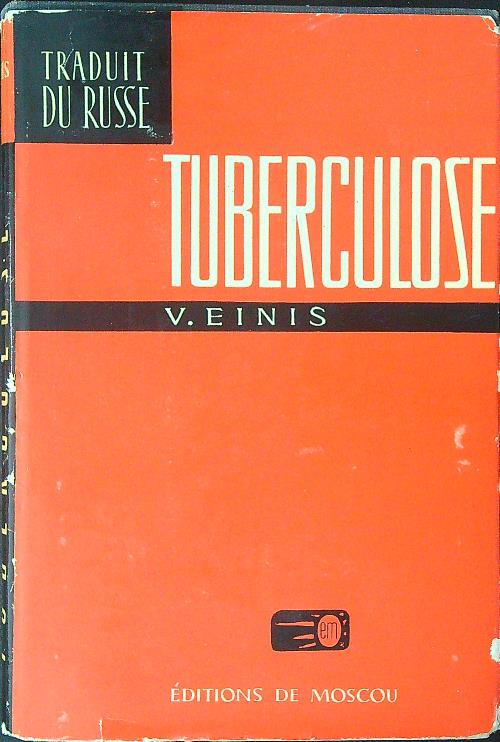 TRADUIT
DU RUSSE
TUBERCULOSE
V. EINIS
em
ÉDITIONS DE MOSCOU